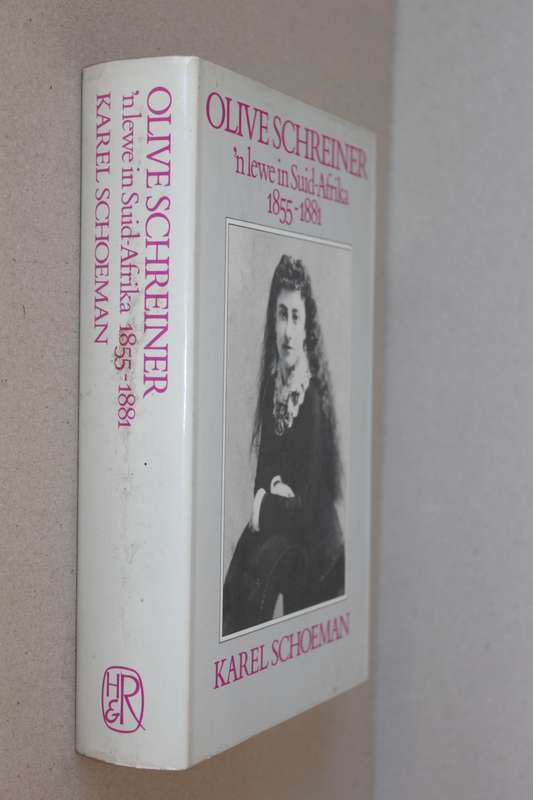 OLIVE SCHREINER
'n lewe in Suid-Afrika 1855-1881
KAREL SCHOEMAN
H&R
OLIVE SCHREINER
'n lewe in Suid-Afrika
1855-1881
KAREL SCHOEMAN